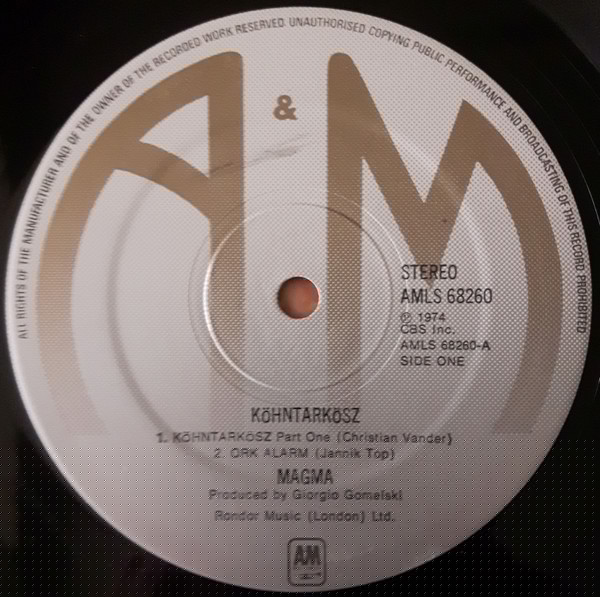 ALL RIGHTS OF THE MANUFACTURER AND OF THE OWNER OF THE RECORDED WORK RESERVED UNAUTHORISED COPYING PUBLIC PERFORMANCE AND BROADCASTING OF THIS RECORD PROHIBITED
A & M
STEREO
AMLS 68260
℗ 1974
CBS Inc.
AMLS 68260-A
SIDE ONE
KöHNTARKöSZ
1. KöHNTARKöSZ Part One (Christian Vander)
2. ORK ALARM (Jannik Top)
MAGMA
Produced by Giorgio Gomelski
Rondor Music (London) Ltd.
A&M